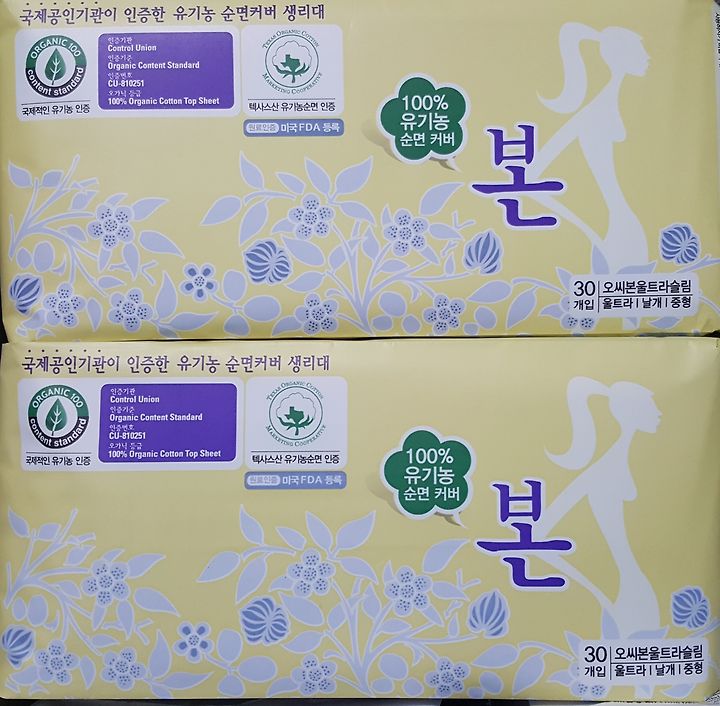 국제공인기관이 인증한 유기농 순면커버 생리대
ORGANIC 100
content standard
국제적인 유기농 인증
인증기관
Control Union
인증기준
Organic Content Standard
인증번호
CU-810251
오가닉 등급
100% Organic Cotton Top Sheet
TEXAS ORGANIC COTTON
MARKETING COOPERATIVE
텍사스산 유기농순면 인증
원료인증 미국 FDA 등록
100%
유기농
순면 커버
본
30
개입
오씨본울트라슬림
울트라 | 날개 | 중형
국제공인기관이 인증한 유기농 순면커버 생리대
ORGANIC 100
content standard
국제적인 유기농 인증
인증기관
Control Union
인증기준
Organic Content Standard
인증번호
CU-810251
오가닉 등급
100% Organic Cotton Top Sheet
TEXAS ORGANIC COTTON
MARKETING COOPERATIVE
텍사스산 유기농순면 인증
원료인증 미국 FDA 등록
100%
유기농
순면 커버
본
30
개입
오씨본울트라슬림
울트라 | 날개 | 중형